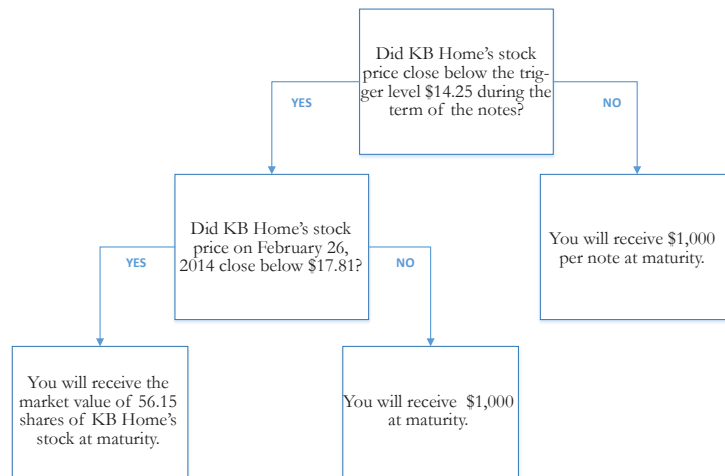 Did KB Home’s stock
price close below the trig-
ger level $14.25 during the
term of the notes?
YES
NO
Did KB Home’s stock
price on February 26,
2014 close below $17.81?
You will receive $1,000
per note at maturity.
YES
NO
You will receive the
market value of 56.15
shares of KB Home’s
stock at maturity.
You will receive $1,000
at maturity.